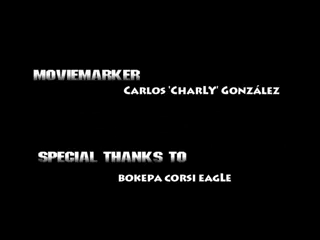 MOVIEMARKER
CARLOS 'CHARLY' GONZÁLEZ
SPECIAL THANKS TO
BOKEPA CORSI EAGLE